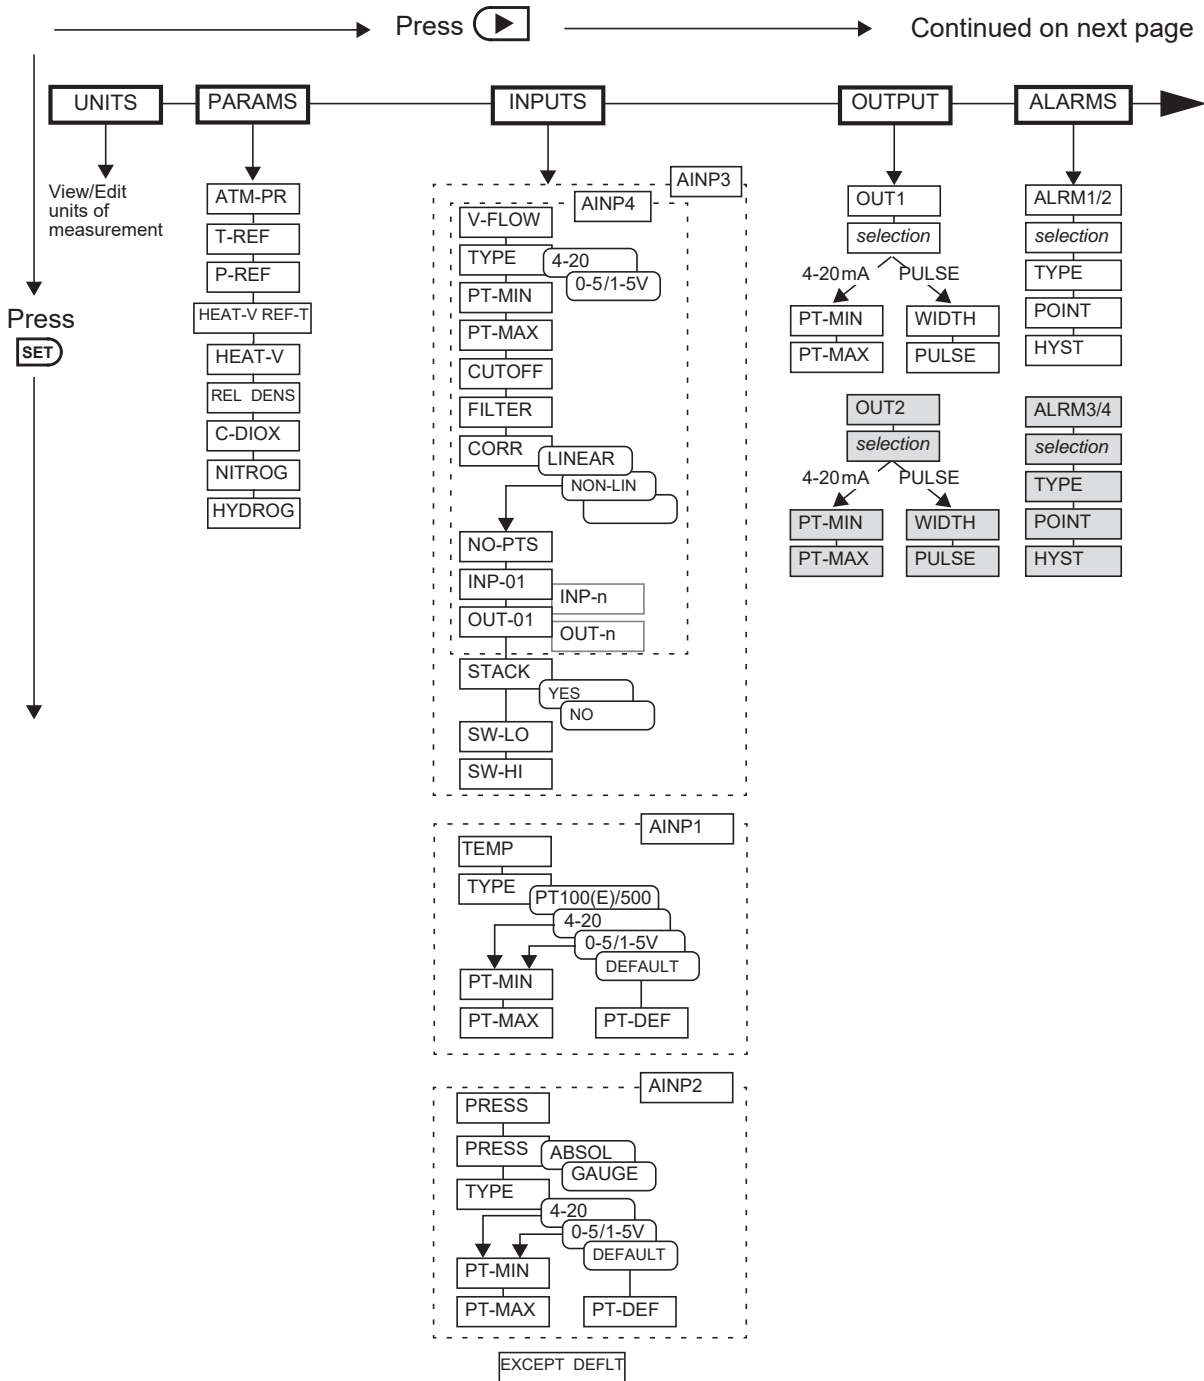 Press
Continued on next page
UNITS
PARAMS
INPUTS
OUTPUT
ALARMS
Press
SET
View/Edit
units of
measurement
ATM-PR
T-REF
P-REF
HEAT-V REF-T
HEAT-V
REL DENS
C-DIOX
NITROG
HYDROG
AINP3
AINP4
V-FLOW
TYPE
4-20
0-5/1-5V
PT-MIN
PT-MAX
CUTOFF
FILTER
CORR
LINEAR
NON-LIN
NO-PTS
INP-01
INP-n
OUT-01
OUT-n
STACK
YES
NO
SW-LO
SW-HI
AINP1
TEMP
TYPE
PT100(E)/500
4-20
0-5/1-5V
DEFAULT
PT-MIN
PT-MAX
PT-DEF
AINP2
PRESS
PRESS
ABSOL
GAUGE
TYPE
4-20
0-5/1-5V
DEFAULT
PT-MIN
PT-MAX
PT-DEF
EXCEPT DEFLT
OUT1
selection
4-20mA PULSE
PT-MIN WIDTH
PT-MAX PULSE
OUT2
selection
4-20mA PULSE
PT-MIN WIDTH
PT-MAX PULSE
ALRM1/2
selection
TYPE
POINT
HYST
ALRM3/4
selection
TYPE
POINT
HYST